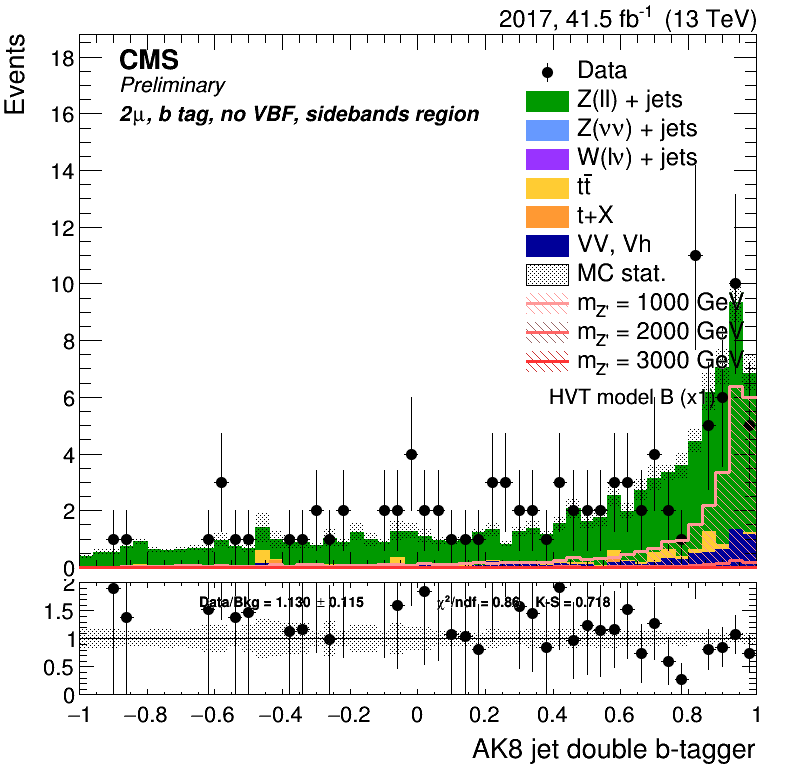 2017, 41.5 fb⁻¹ (13 TeV)
Events
CMS
Preliminary
2μ, b tag, no VBF, sidebands region
Data
Z(ll) + jets
Z(νν) + jets
W(lν) + jets
tt̄
t+X
VV, Vh
MC stat.
m_Z' = 1000 GeV
m_Z' = 2000 GeV
m_Z' = 3000 GeV
HVT model B (x1)
18
16
14
12
10
8
6
4
2
0
Data/Bkg = 1.130 ± 0.115
χ²/ndf = 0.86, K-S = 0.718
2
1.5
1
0.5
0
−1 −0.8 −0.6 −0.4 −0.2 0 0.2 0.4 0.6 0.8 1
AK8 jet double b-tagger